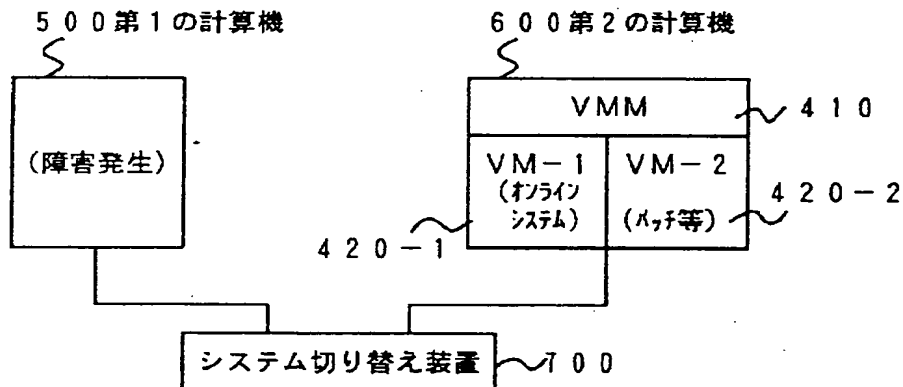 500第1の計算機
600第2の計算機
(障害発生)
VMM
410
VM-1
(オンライン
システム)
VM-2
(バッチ等)
420-1
420-2
システム切り替え装置
700